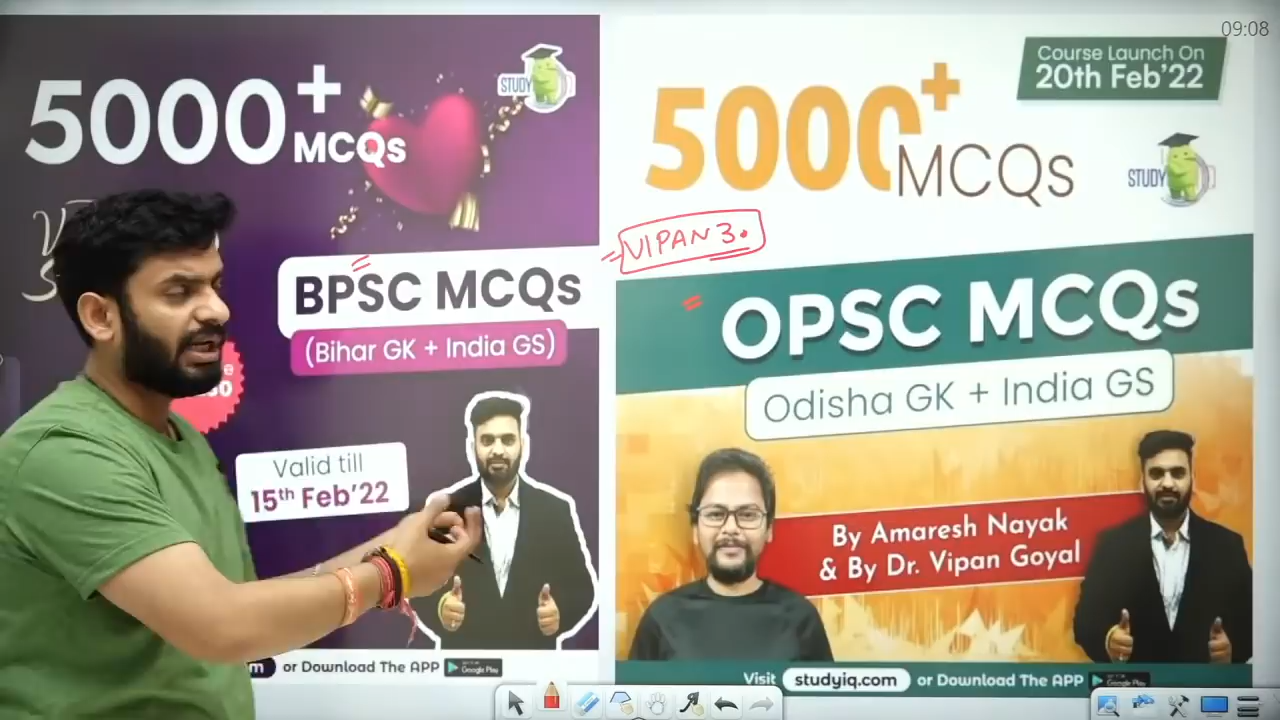 09:08
5000+
MCQs
STUDY
BPSC MCQs
(Bihar GK + India GS)
Valid till
15th Feb'22
or Download The APP
Google Play
VIPAN 3.
Course Launch On
20th Feb'22
5000+
MCQs
STUDY
OPSC MCQs
Odisha GK + India GS
By Amaresh Nayak
& By Dr. Vipan Goyal
Visit studyiq.com or Download The APP